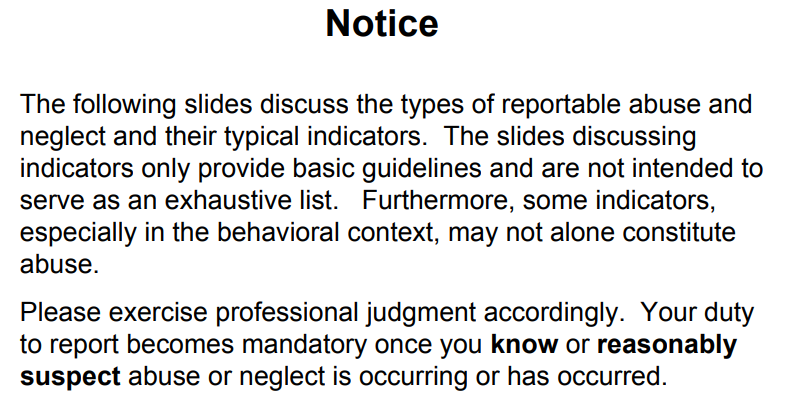 Notice
The following slides discuss the types of reportable abuse and
neglect and their typical indicators.  The slides discussing
indicators only provide basic guidelines and are not intended to
serve as an exhaustive list.   Furthermore, some indicators,
especially in the behavioral context, may not alone constitute
abuse.
Please exercise professional judgment accordingly.  Your duty
to report becomes mandatory once you know or reasonably
suspect abuse or neglect is occurring or has occurred.